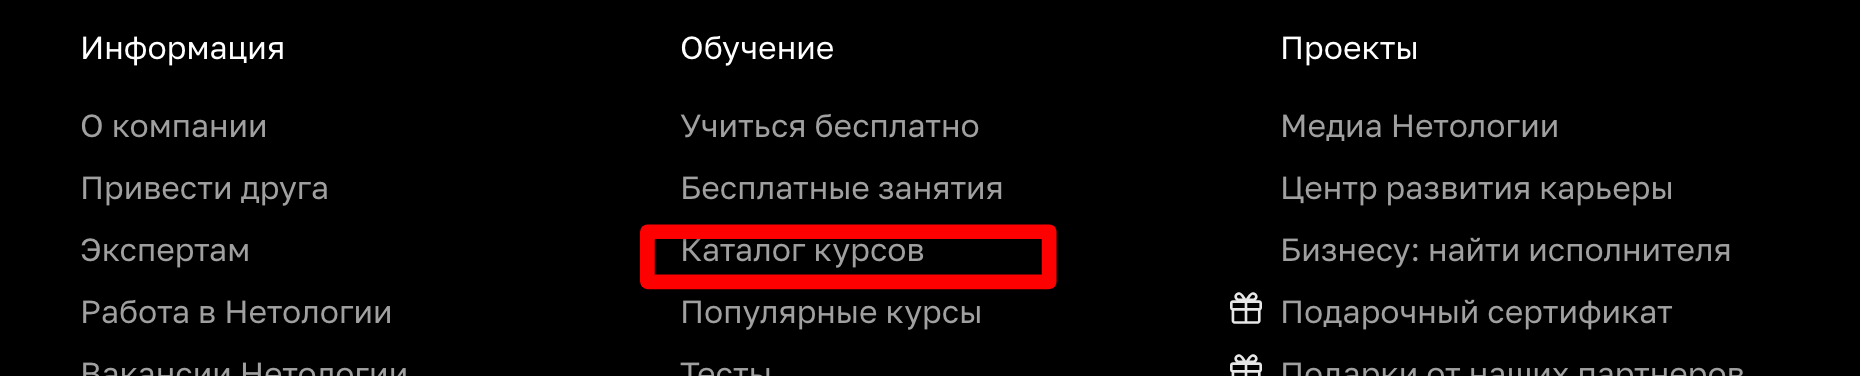 Информация
О компании
Привести друга
Экспертам
Работа в Нетологии
Вакансии Нетологии
Обучение
Учиться бесплатно
Бесплатные занятия
Каталог курсов
Популярные курсы
Тесты
Проекты
Медиа Нетологии
Центр развития карьеры
Бизнесу: найти исполнителя
Подарочный сертификат
Подарки от наших партнеров